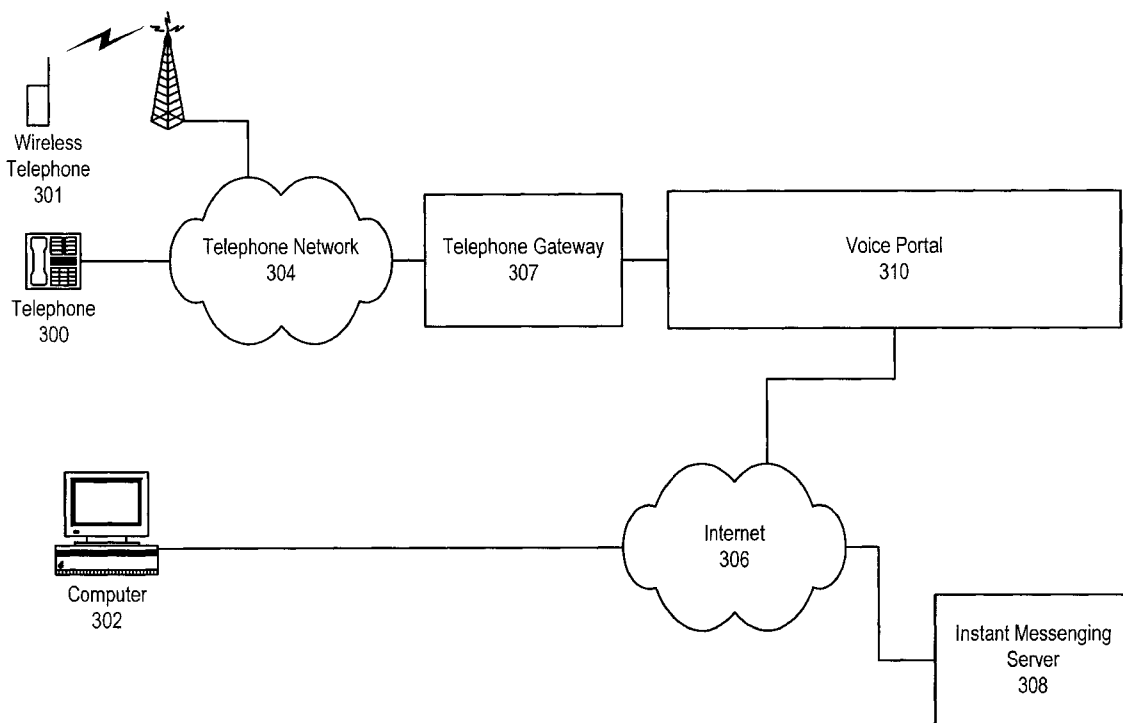 Wireless
Telephone
301
Telephone
300
Telephone Network
304
Telephone Gateway
307
Voice Portal
310
Computer
302
Internet
306
Instant Messenging
Server
308